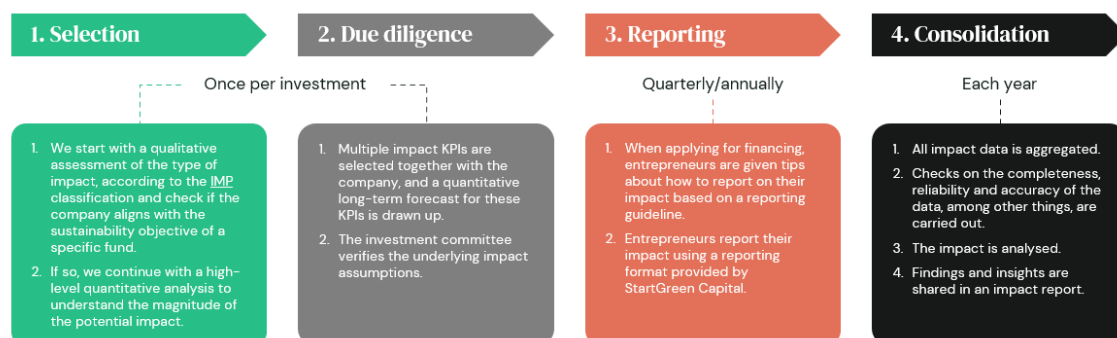 1. Selection
2. Due diligence
3. Reporting
4. Consolidation
Once per investment
Quarterly/annually
Each year
1. We start with a qualitative
assessment of the type of
impact, according to the IMP
classification and check if the
company aligns with the
sustainability objective of a
specific fund.
2. If so, we continue with a high-
level quantitative analysis to
understand the magnitude of
the potential impact.
1. Multiple impact KPIs are
selected together with the
company, and a quantitative
long-term forecast for these
KPIs is drawn up.
2. The investment committee
verifies the underlying impact
assumptions.
1. When applying for financing,
entrepreneurs are given tips
about how to report on their
impact based on a reporting
guideline.
2. Entrepreneurs report their
impact using a reporting
format provided by
StartGreen Capital.
1. All impact data is aggregated.
2. Checks on the completeness,
reliability and accuracy of the
data, among other things, are
carried out.
3. The impact is analysed.
4. Findings and insights are
shared in an impact report.